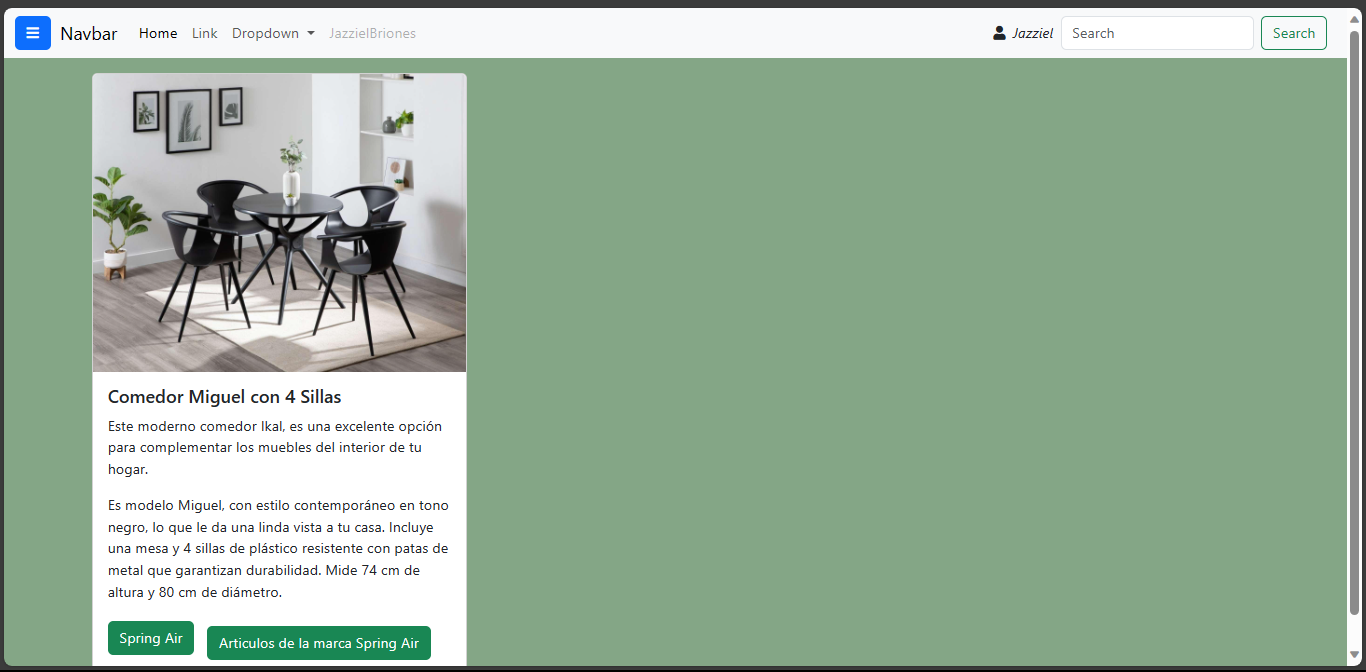 Navbar Home Link Dropdown JazzielBriones Jazziel Search Search
Comedor Miguel con 4 Sillas
Este moderno comedor Ikal, es una excelente opción
para complementar los muebles del interior de tu
hogar.
Es modelo Miguel, con estilo contemporáneo en tono
negro, lo que le da una linda vista a tu casa. Incluye
una mesa y 4 sillas de plástico resistente con patas de
metal que garantizan durabilidad. Mide 74 cm de
altura y 80 cm de diámetro.
Spring Air Articulos de la marca Spring Air